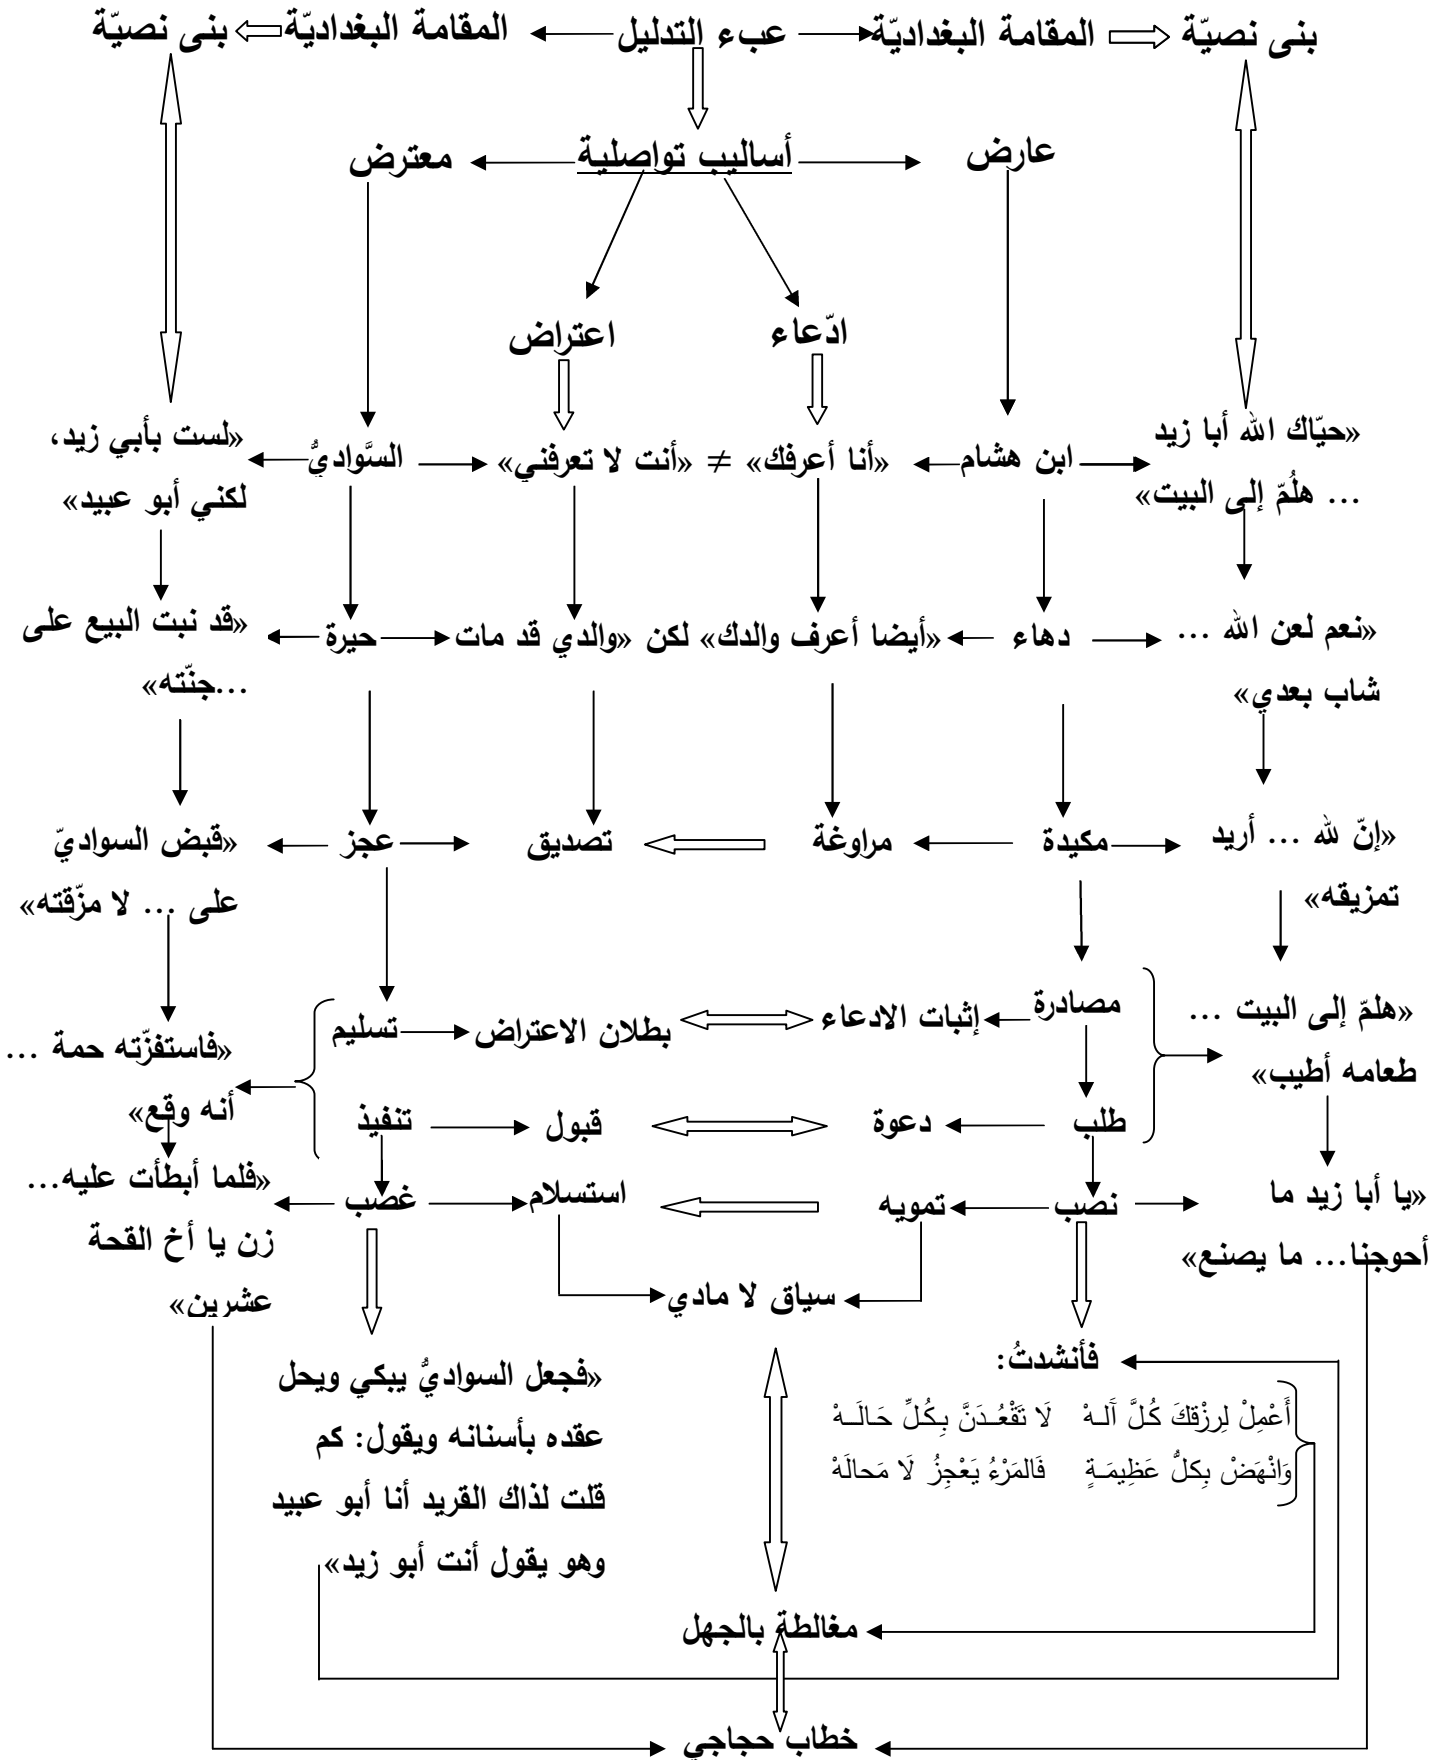 بنى نصيّة المقامة البغداديّة عبء التدليل المقامة البغداديّة بنى نصيّة
عارض أساليب تواصلية معترض
ادّعاء اعتراض
«حيّاك الله أبا زيد
... هلُمّ إلى البيت»
ابن هشام «أنا أعرفك» ≠ «أنت لا تعرفني» السَّواديُّ
«لست بأبي زيد،
لكني أبو عبيد»
«نعم لعن الله ...
شاب بعدي»
دهاء «أيضا أعرف والدك» لكن «والدي قد مات حيرة
«قد نبت البيع على
...جنّته»
«إنّ لله ... أريد
تمزيقه»
مكيدة مراوغة تصديق عجز
«قبض السواديّ
على ... لا مزّقته»
«هلمّ إلى البيت ...
طعامه أطيب»
مصادرة إثبات الادعاء بطلان الاعتراض تسليم
«فاستفزّته حمة ...
أنه وقع»
طلب دعوة قبول تنفيذ
«يا أبا زيد ما
أحوجنا... ما يصنع»
نصب تمويه استسلام غصب
«فلما أبطأت عليه...
زن يا أخ القحة
عشرين»
سياق لا مادي
فأنشدتُ:
أَعْمِلْ لِرِزْقِكَ كُلَّ آلـهْ لَا تَقْعُـدَنَّ بِـكُلِّ حَالَـهْ
وَانْهَضْ بِكلِّ عَظِيمَـةٍ فَالمَرْءُ يَعْجِزُ لَا مَحالَهْ
«فجعل السواديُّ يبكي ويحل
عقده بأسنانه ويقول: كم
قلت لذاك القريد أنا أبو عبيد
وهو يقول أنت أبو زيد»
مغالطة بالجهل
خطاب حجاجي